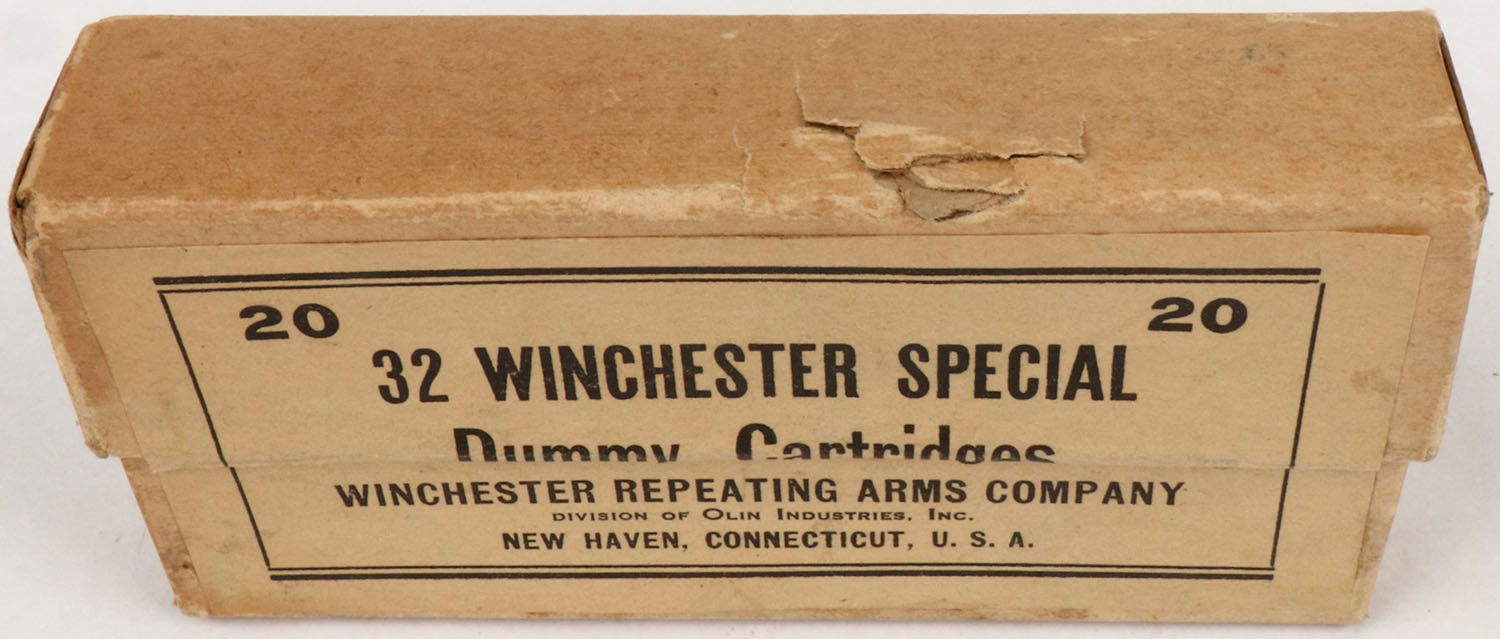 20 20
32 WINCHESTER SPECIAL
Dummy Cartridges
WINCHESTER REPEATING ARMS COMPANY
DIVISION OF OLIN INDUSTRIES, INC.
NEW HAVEN, CONNECTICUT, U. S. A.